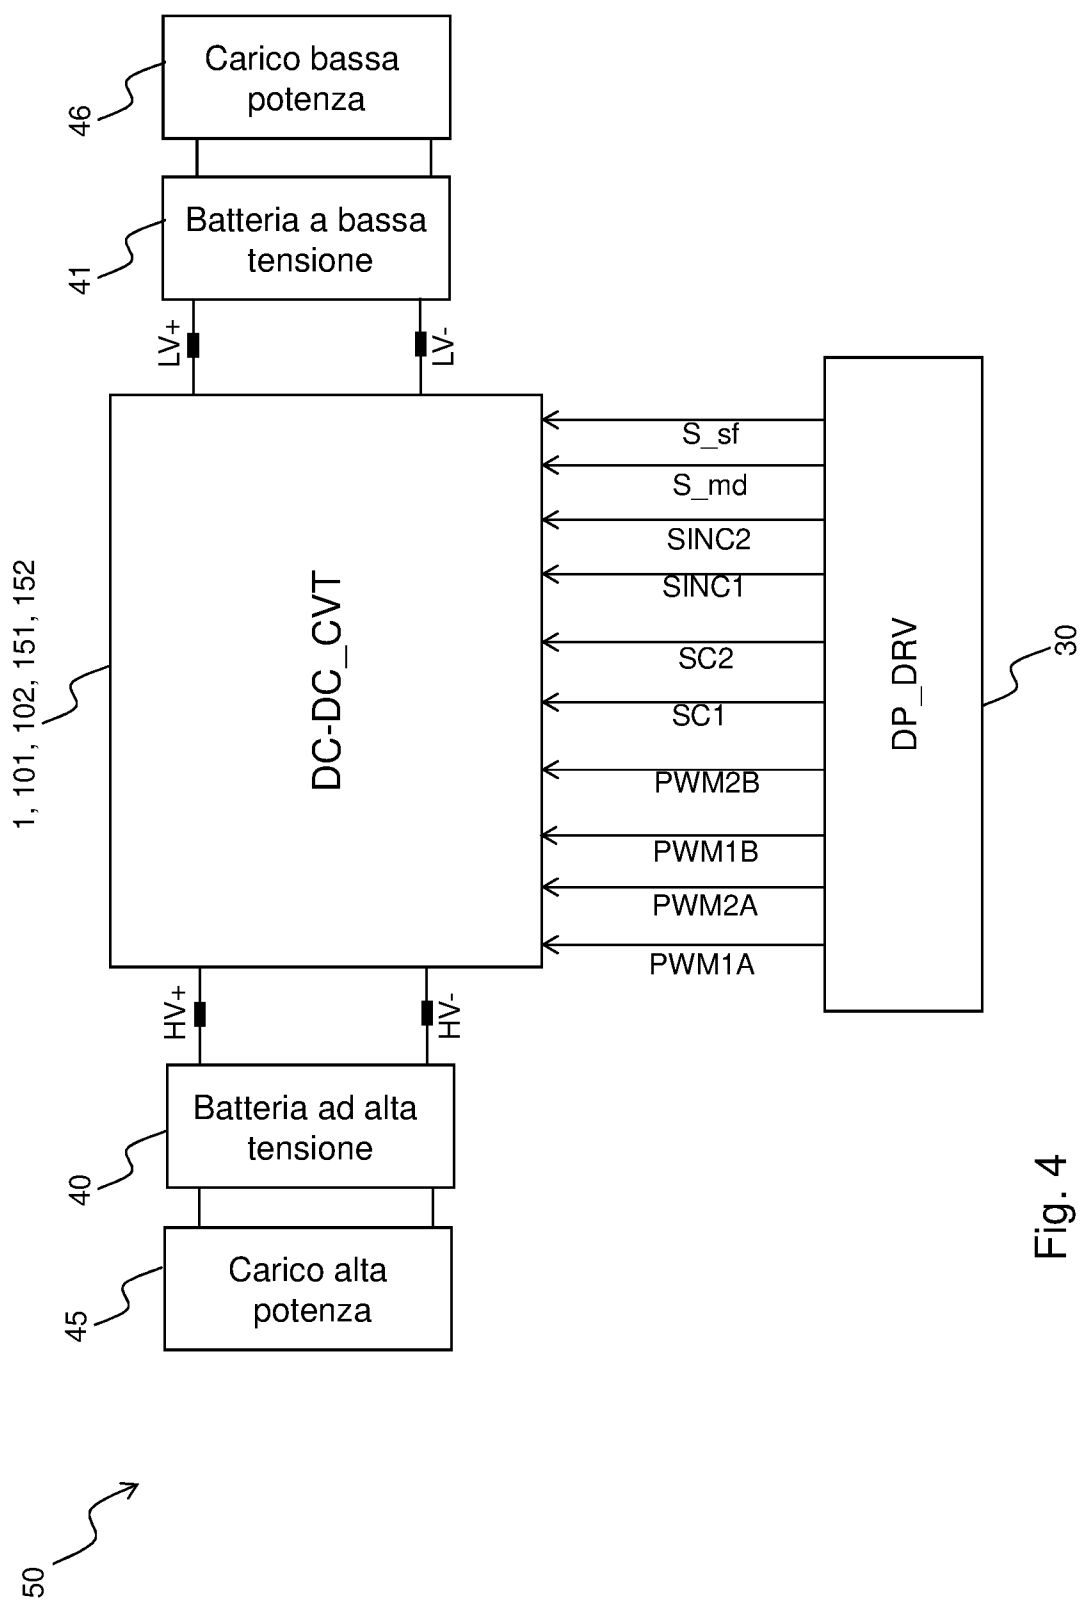 46
Carico bassa
potenza
41
Batteria a bassa
tensione
LV+
LV-
1, 101, 102, 151, 152
DC-DC_CVT
S_sf
S_md
SINC2
SINC1
SC2
SC1
PWM2B
PWM1B
PWM2A
PWM1A
DP_DRV
30
HV+
HV-
40
Batteria ad alta
tensione
45
Carico alta
potenza
50
Fig. 4